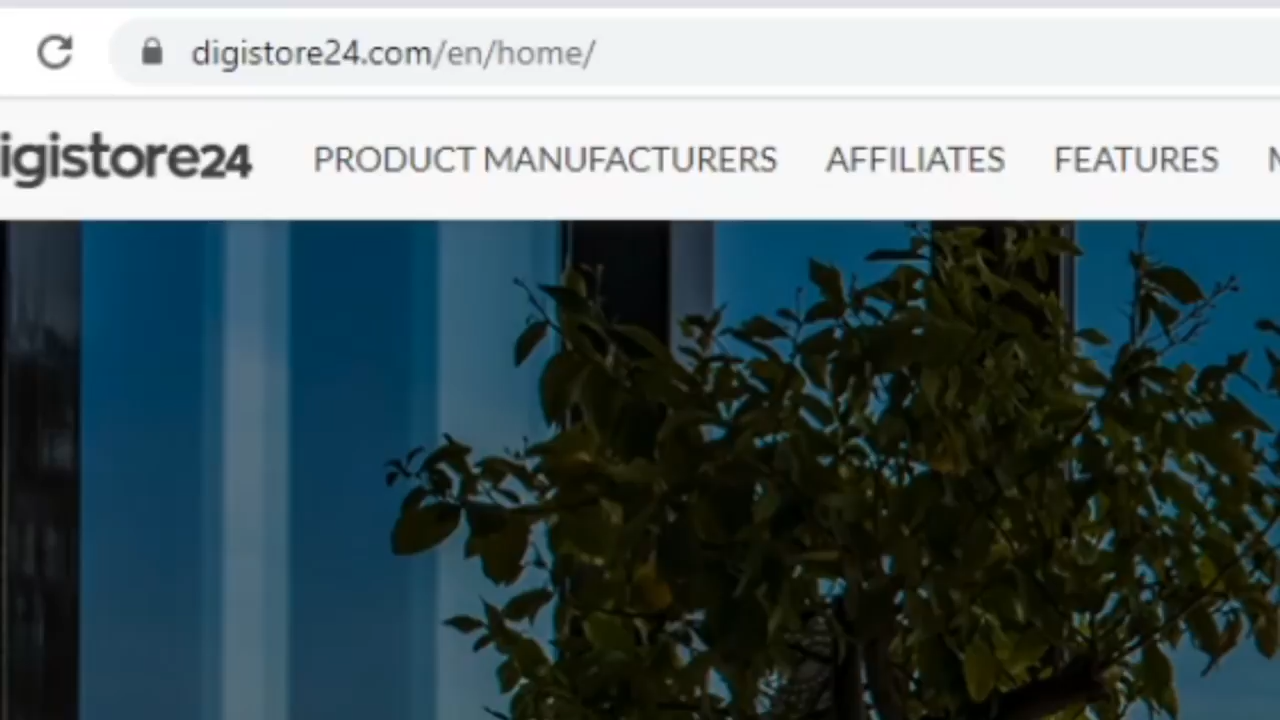 digistore24.com/en/home/
igistore24 PRODUCT MANUFACTURERS AFFILIATES FEATURES